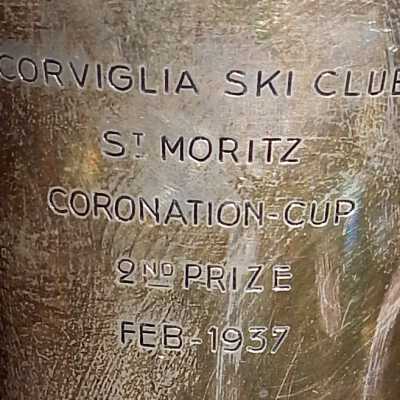 CORVIGLIA SKI CLUB
ST MORITZ
CORONATION-CUP
2ND PRIZE
FEB-1937